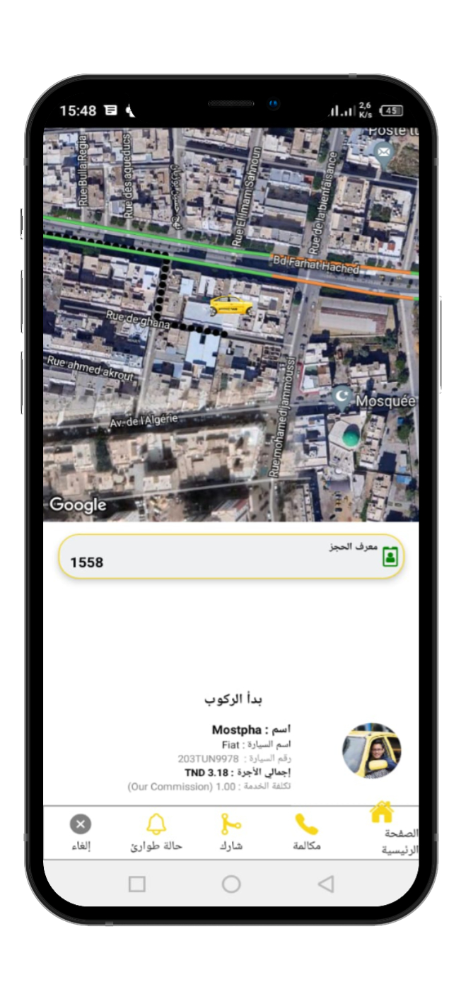 15:48
2,6
K/s
45
Poste tu
Rue Bulla Regia
Rue des aqueducs
Rue El Imam Sahnoun
Rue de la bienfaisance
Bd Farhat Hached
Rue de ghana
Rue ahmed akrout
Av. de l'Algérie
Rue mohamed jammoussi
Mosquée
Google
معرف الحجز
1558
بدأ الركوب
اسم : Mostpha
اسم السيارة : Fiat
رقم السيارة : 203TUN9978
إجمالي الأجرة : TND 3.18
تكلفة الخدمة : 1.00 (Our Commission)
الصفحة
الرئيسية
مكالمة
شارك
حالة طوارئ
إلغاء